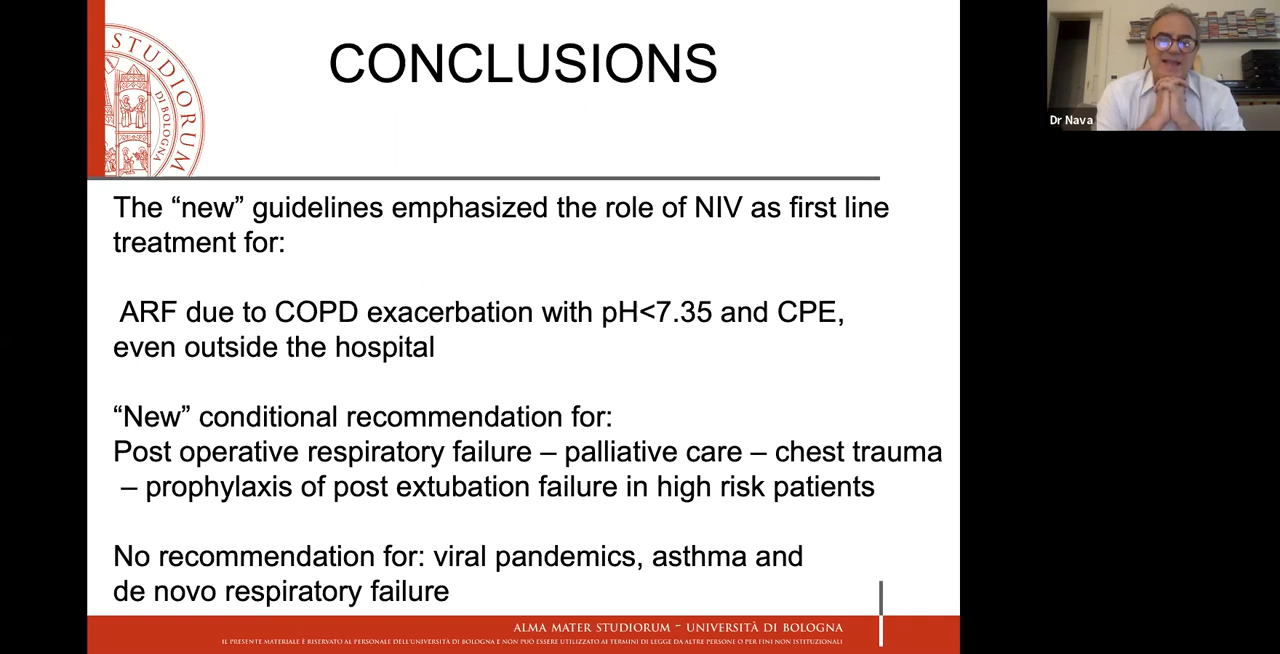 STUDIORUM
DI BOLOGNA
CONCLUSIONS
Dr Nava
The “new” guidelines emphasized the role of NIV as first line
treatment for:
ARF due to COPD exacerbation with pH<7.35 and CPE,
even outside the hospital
“New” conditional recommendation for:
Post operative respiratory failure – palliative care – chest trauma
– prophylaxis of post extubation failure in high risk patients
No recommendation for: viral pandemics, asthma and
de novo respiratory failure
ALMA MATER STUDIORUM – UNIVERSITÀ DI BOLOGNA
IL PRESENTE MATERIALE È RISERVATO AL PERSONALE DELL'UNIVERSITÀ DI BOLOGNA E NON PUÒ ESSERE UTILIZZATO AI TERMINI DI LEGGE DA ALTRE PERSONE O PER FINI NON ISTITUZIONALI